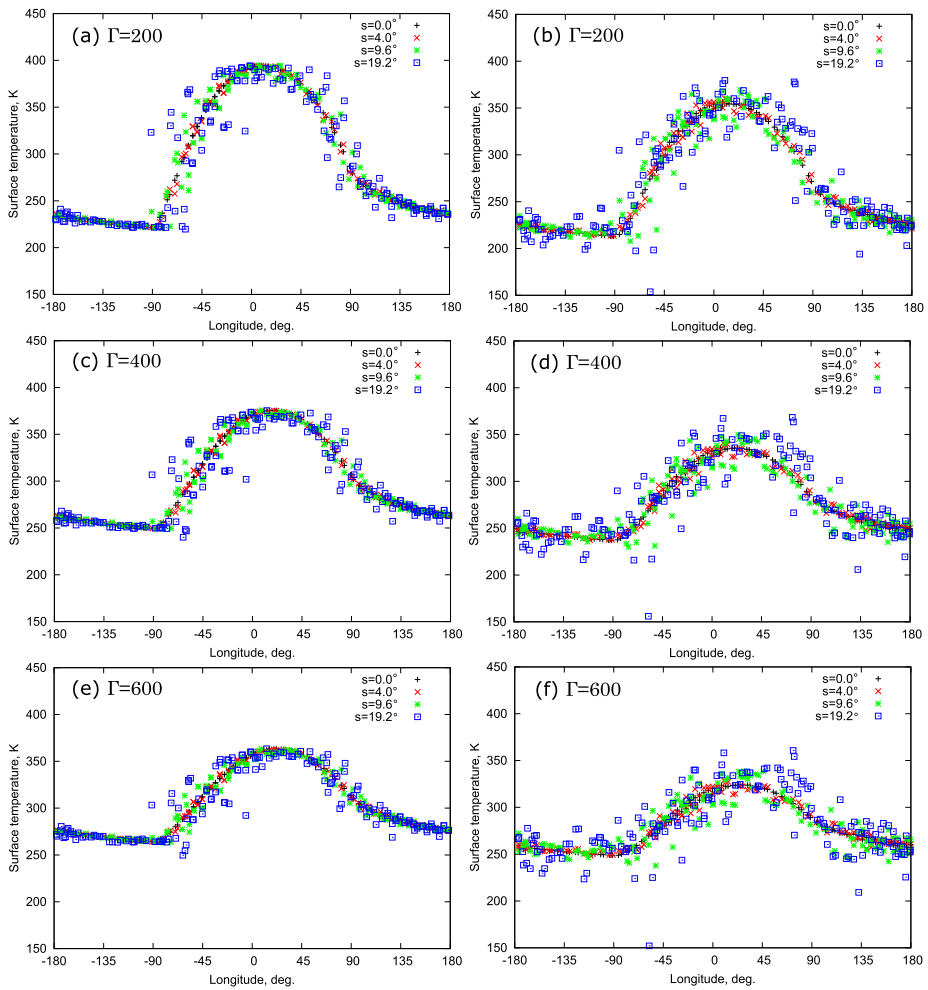 (a) Γ=200
s=0.0°
s=4.0°
s=9.6°
s=19.2°
450
400
350
300
250
200
150
Surface temperature, K
-180 -135 -90 -45 0 45 90 135 180
Longitude, deg.
(b) Γ=200
s=0.0°
s=4.0°
s=9.6°
s=19.2°
450
400
350
300
250
200
150
Surface temperature, K
-180 -135 -90 -45 0 45 90 135 180
Longitude, deg.
(c) Γ=400
s=0.0°
s=4.0°
s=9.6°
s=19.2°
450
400
350
300
250
200
150
Surface temperature, K
-180 -135 -90 -45 0 45 90 135 180
Longitude, deg.
(d) Γ=400
s=0.0°
s=4.0°
s=9.6°
s=19.2°
450
400
350
300
250
200
150
Surface temperature, K
-180 -135 -90 -45 0 45 90 135 180
Longitude, deg.
(e) Γ=600
s=0.0°
s=4.0°
s=9.6°
s=19.2°
450
400
350
300
250
200
150
Surface temperature, K
-180 -135 -90 -45 0 45 90 135 180
Longitude, deg.
(f) Γ=600
s=0.0°
s=4.0°
s=9.6°
s=19.2°
450
400
350
300
250
200
150
Surface temperature, K
-180 -135 -90 -45 0 45 90 135 180
Longitude, deg.